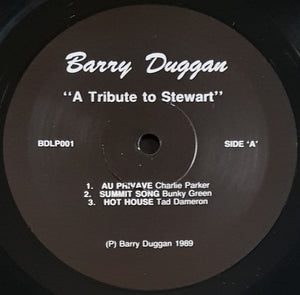 Barry Duggan
"A Tribute to Stewart"
BDLP001 SIDE 'A'
1. AU PRIVAVE Charlie Parker
2. SUMMIT SONG Bunky Green
3. HOT HOUSE Tad Dameron
(P) Barry Duggan 1989